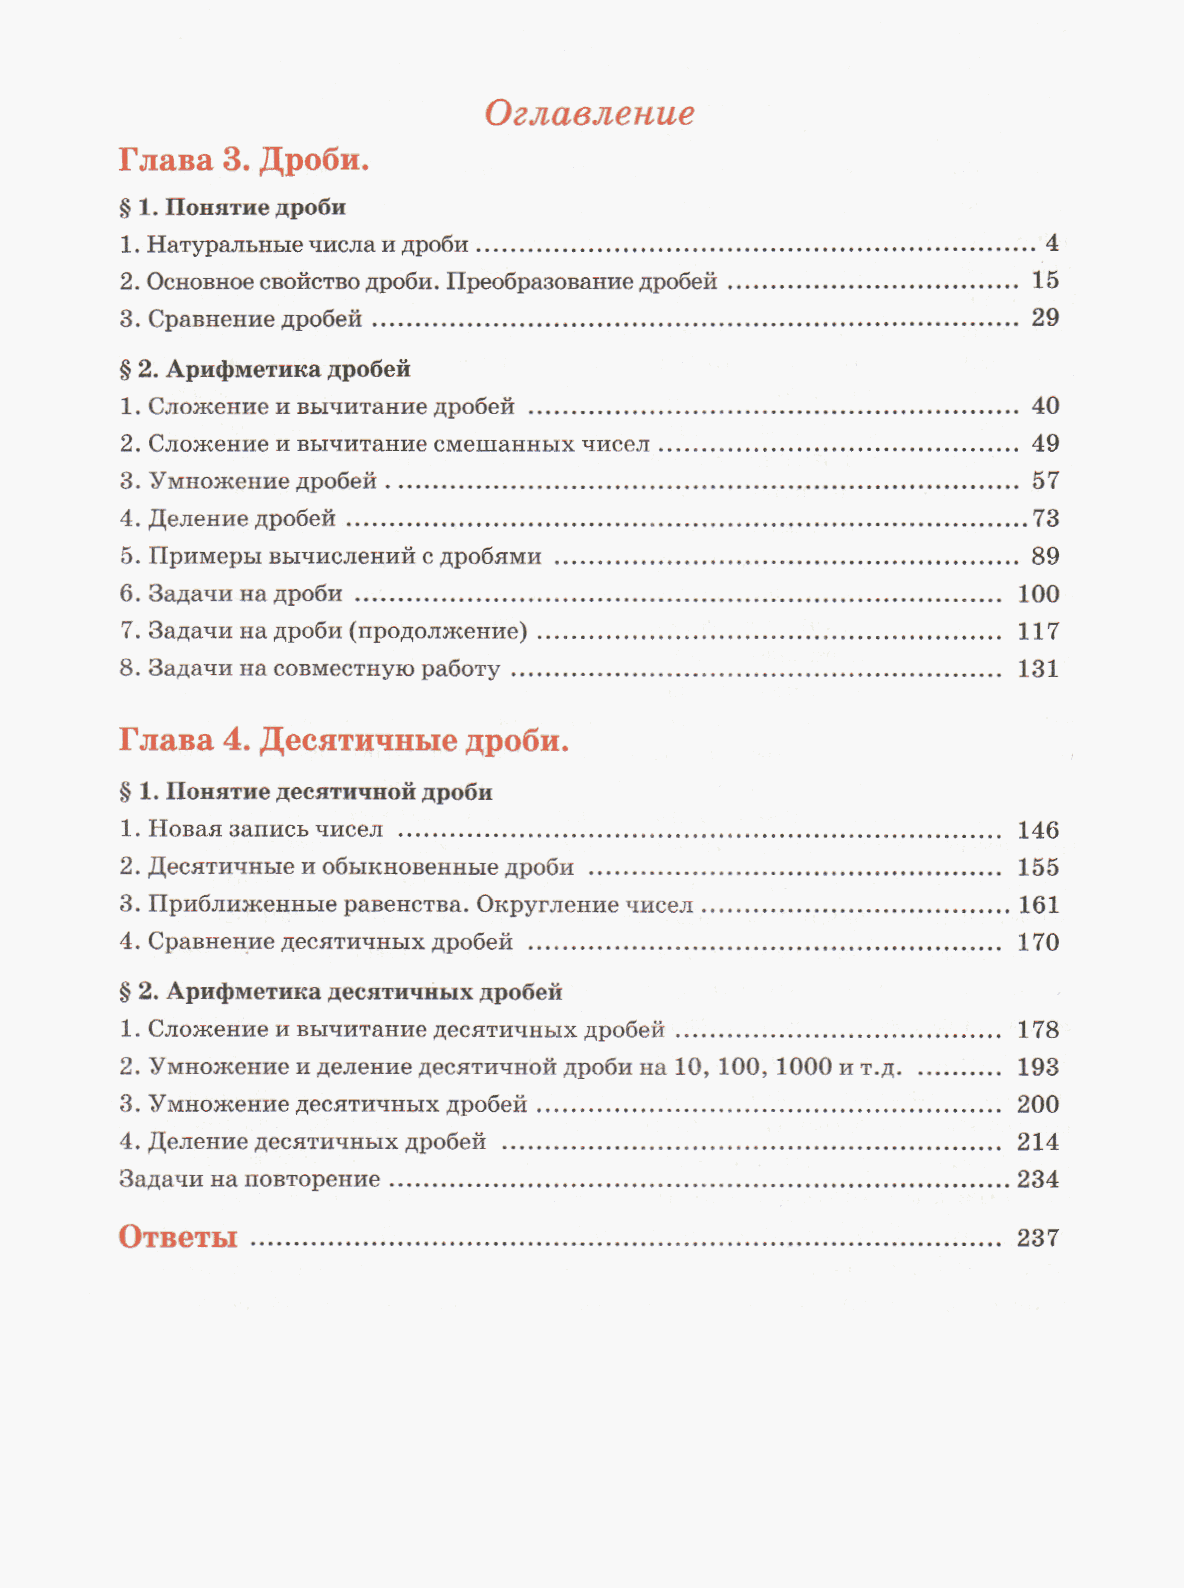 Оглавление
Глава 3. Дроби.
§ 1. Понятие дроби
1. Натуральные числа и дроби ........................................ 4
2. Основное свойство дроби. Преобразование дробей ........................................ 15
3. Сравнение дробей ........................................ 29
§ 2. Арифметика дробей
1. Сложение и вычитание дробей ........................................ 40
2. Сложение и вычитание смешанных чисел ........................................ 49
3. Умножение дробей ........................................ 57
4. Деление дробей ........................................ 73
5. Примеры вычислений с дробями ........................................ 89
6. Задачи на дроби ........................................ 100
7. Задачи на дроби (продолжение) ........................................ 117
8. Задачи на совместную работу ........................................ 131
Глава 4. Десятичные дроби.
§ 1. Понятие десятичной дроби
1. Новая запись чисел ........................................ 146
2. Десятичные и обыкновенные дроби ........................................ 155
3. Приближенные равенства. Округление чисел ........................................ 161
4. Сравнение десятичных дробей ........................................ 170
§ 2. Арифметика десятичных дробей
1. Сложение и вычитание десятичных дробей ........................................ 178
2. Умножение и деление десятичной дроби на 10, 100, 1000 и т.д. .......... 193
3. Умножение десятичных дробей ........................................ 200
4. Деление десятичных дробей ........................................ 214
Задачи на повторение ........................................ 234
Ответы ........................................ 237